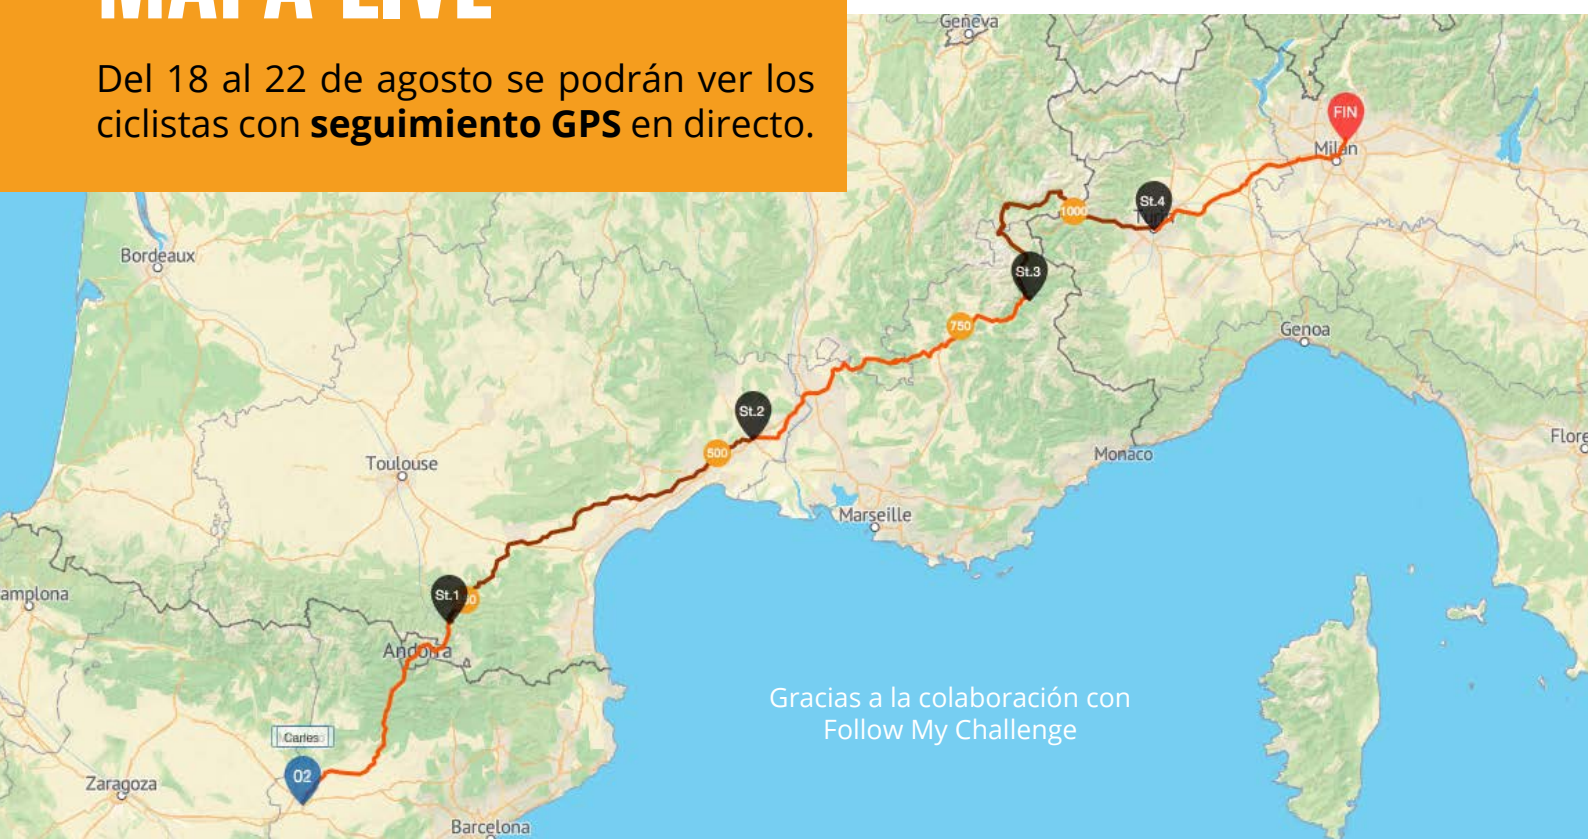 MAPA LIVE
Del 18 al 22 de agosto se podrán ver los
ciclistas con seguimiento GPS en directo.
Geneva
FIN
Milan
St.4
1000
St.3
Bordeaux
750
Genoa
St.2
500
Toulouse
Monaco
Flore
Marseille
St.1
amplona
Andorra
Gracias a la colaboración con
Follow My Challenge
Carles
02
Zaragoza
Barcelona